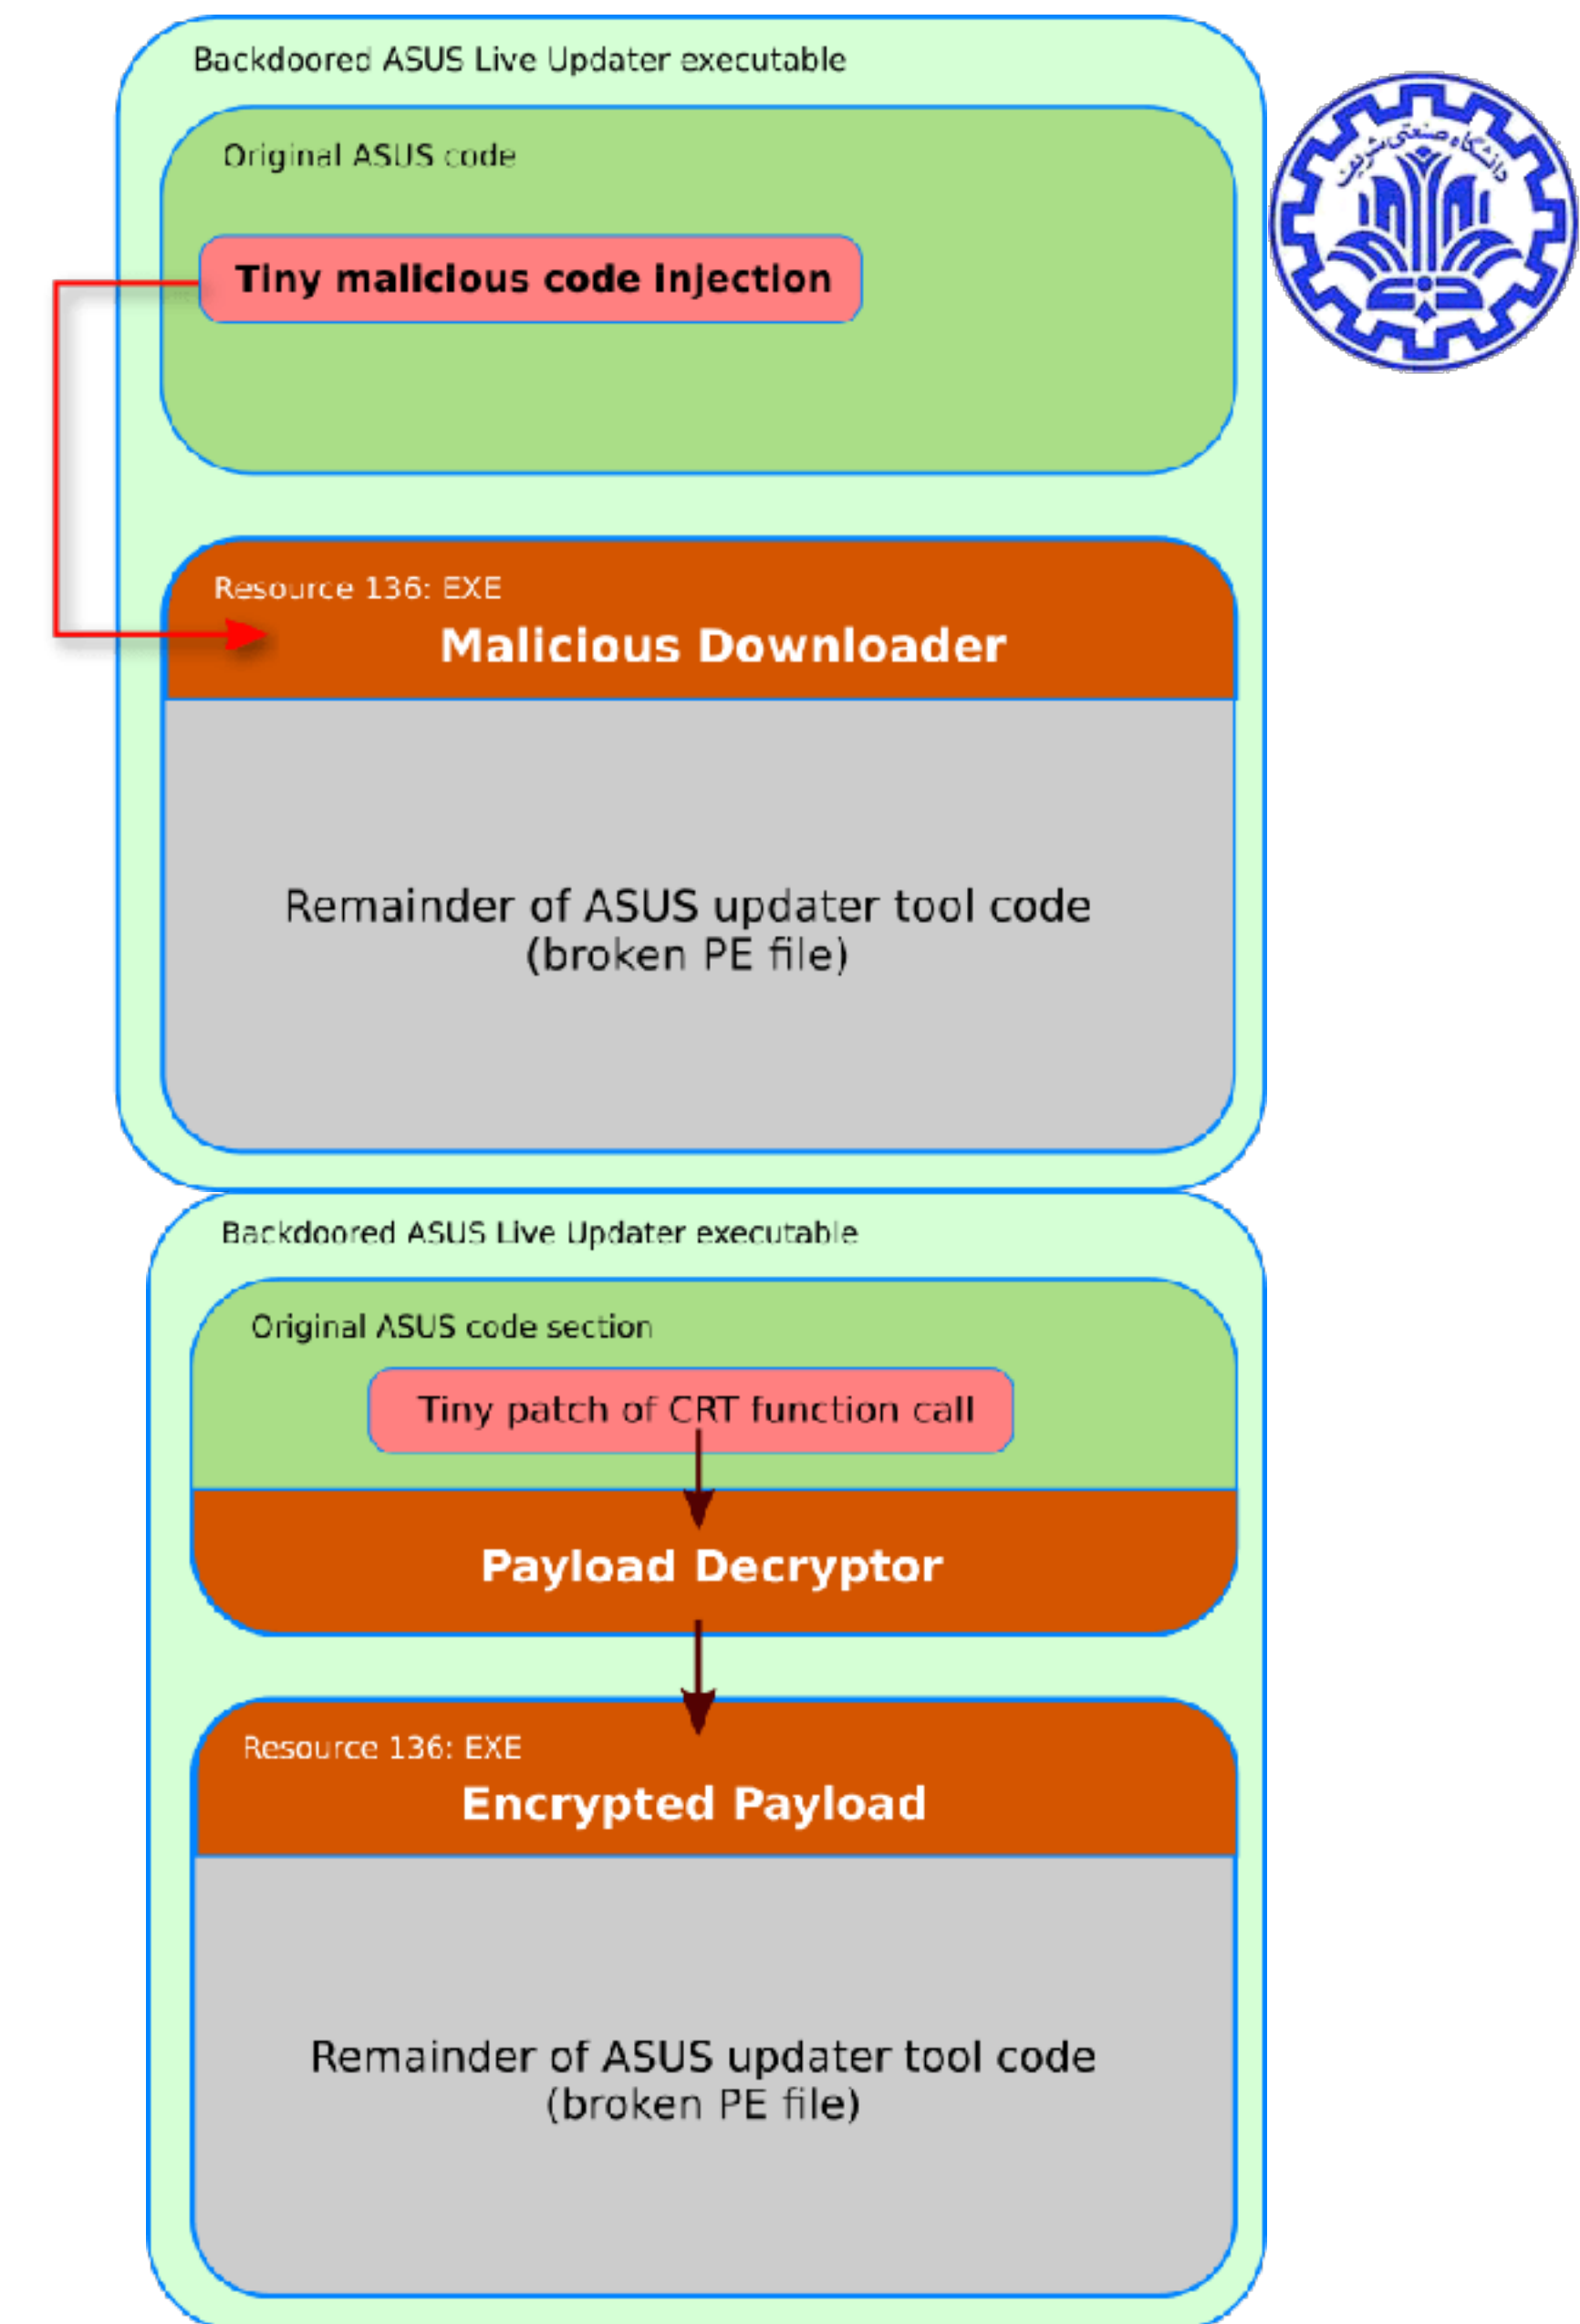 Backdoored ASUS Live Updater executable
Original ASUS code
Tiny malicious code injection
دانشگاه صنعتی شریف
Resource 136: EXE
Malicious Downloader
Remainder of ASUS updater tool code
(broken PE file)
Backdoored ASUS Live Updater executable
Original ASUS code section
Tiny patch of CRT function call
Payload Decryptor
Resource 136: EXE
Encrypted Payload
Remainder of ASUS updater tool code
(broken PE file)